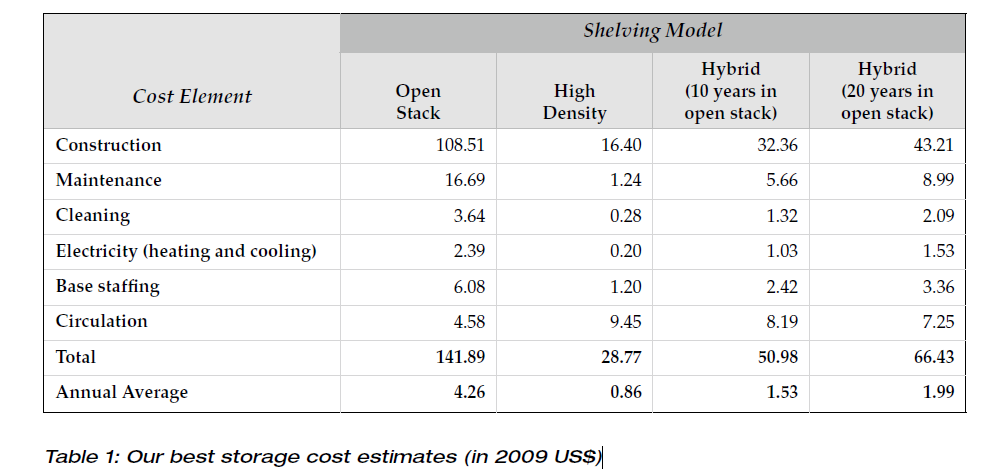 Shelving Model
Cost Element
Open Stack
High Density
Hybrid (10 years in open stack)
Hybrid (20 years in open stack)
Construction 108.51 16.40 32.36 43.21
Maintenance 16.69 1.24 5.66 8.99
Cleaning 3.64 0.28 1.32 2.09
Electricity (heating and cooling) 2.39 0.20 1.03 1.53
Base staffing 6.08 1.20 2.42 3.36
Circulation 4.58 9.45 8.19 7.25
Total 141.89 28.77 50.98 66.43
Annual Average 4.26 0.86 1.53 1.99
Table 1: Our best storage cost estimates (in 2009 US$)